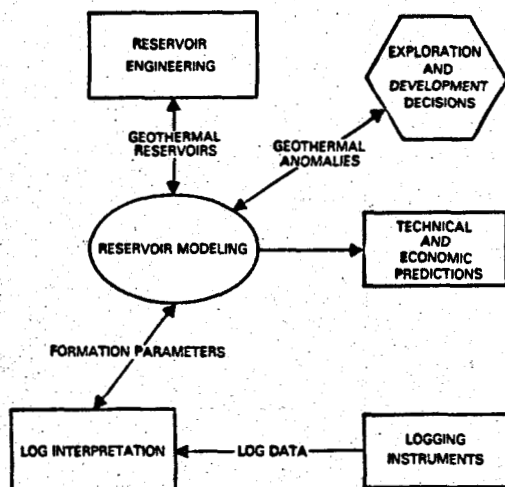 RESERVOIR
ENGINEERING
EXPLORATION
AND
DEVELOPMENT
DECISIONS
GEOTHERMAL
RESERVOIRS
GEOTHERMAL
ANOMALIES
RESERVOIR MODELING
TECHNICAL
AND
ECONOMIC
PREDICTIONS
FORMATION PARAMETERS
LOG INTERPRETATION
LOG DATA
LOGGING
INSTRUMENTS